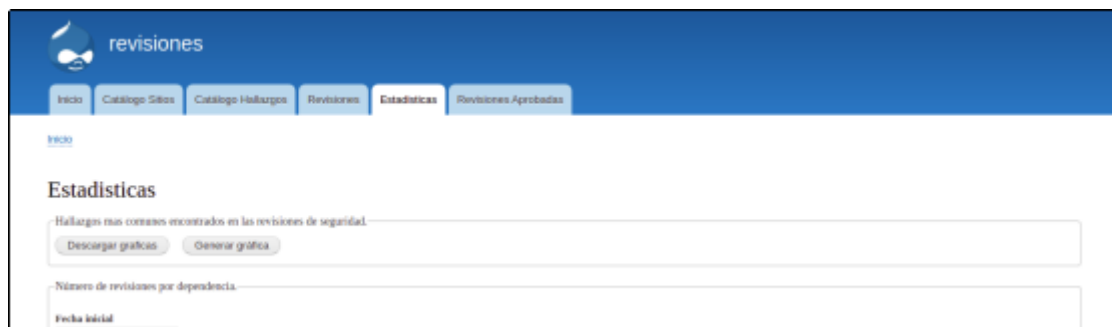 revisiones
Inicio Catálogo Sitios Catálogo Hallazgos Revisiones Estadísticas Revisiones Aprobadas
Inicio
Estadisticas
Hallazgos mas comunes encontrados en las revisiones de seguridad.
Descargar graficas Generar gráfica
Número de revisiones por dependencia.
Fecha inicial